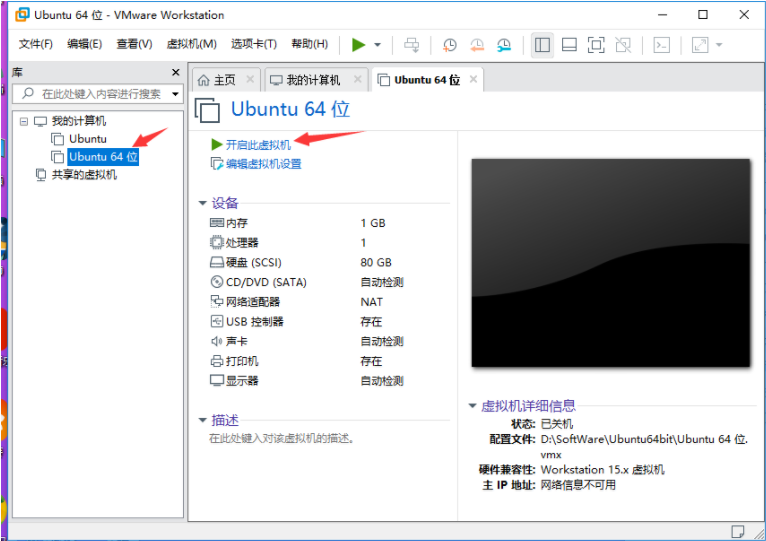 Ubuntu 64 位 - VMware Workstation
文件(F) 编辑(E) 查看(V) 虚拟机(M) 选项卡(T) 帮助(H)
库
在此处键入内容进行搜索
我的计算机
Ubuntu
Ubuntu 64 位
共享的虚拟机
主页 我的计算机 Ubuntu 64 位
Ubuntu 64 位
开启此虚拟机
编辑虚拟机设置
设备
内存 1 GB
处理器 1
硬盘 (SCSI) 80 GB
CD/DVD (SATA) 自动检测
网络适配器 NAT
USB 控制器 存在
声卡 自动检测
打印机 存在
显示器 自动检测
描述
在此处键入对该虚拟机的描述。
虚拟机详细信息
状态: 已关机
配置文件: D:\SoftWare\Ubuntu64bit\Ubuntu 64 位.
vmx
硬件兼容性: Workstation 15.x 虚拟机
主 IP 地址: 网络信息不可用